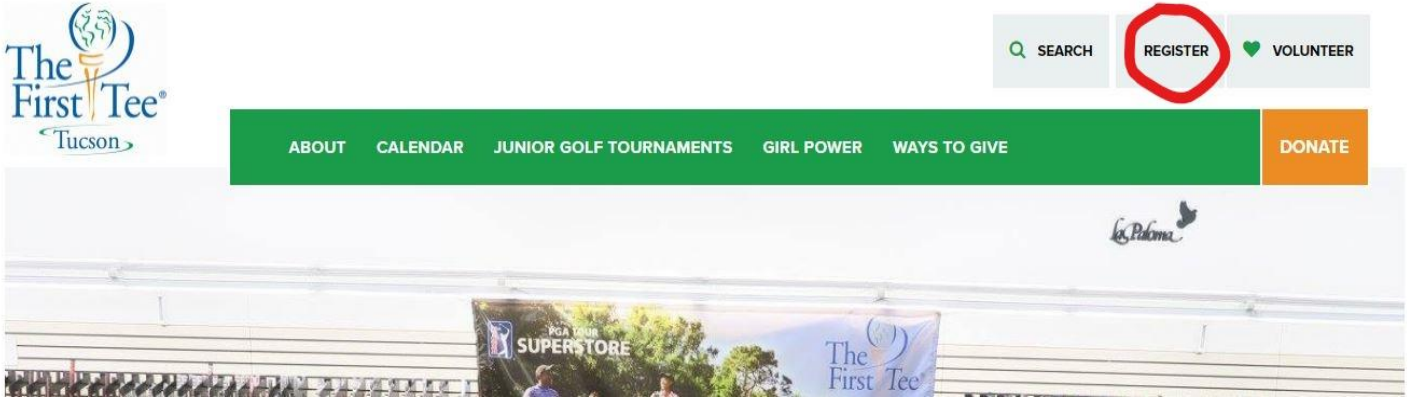 The
First Tee®
Tucson
SEARCH
REGISTER
VOLUNTEER
ABOUT
CALENDAR
JUNIOR GOLF TOURNAMENTS
GIRL POWER
WAYS TO GIVE
DONATE
La Paloma
PGA TOUR
SUPERSTORE
The
First Tee